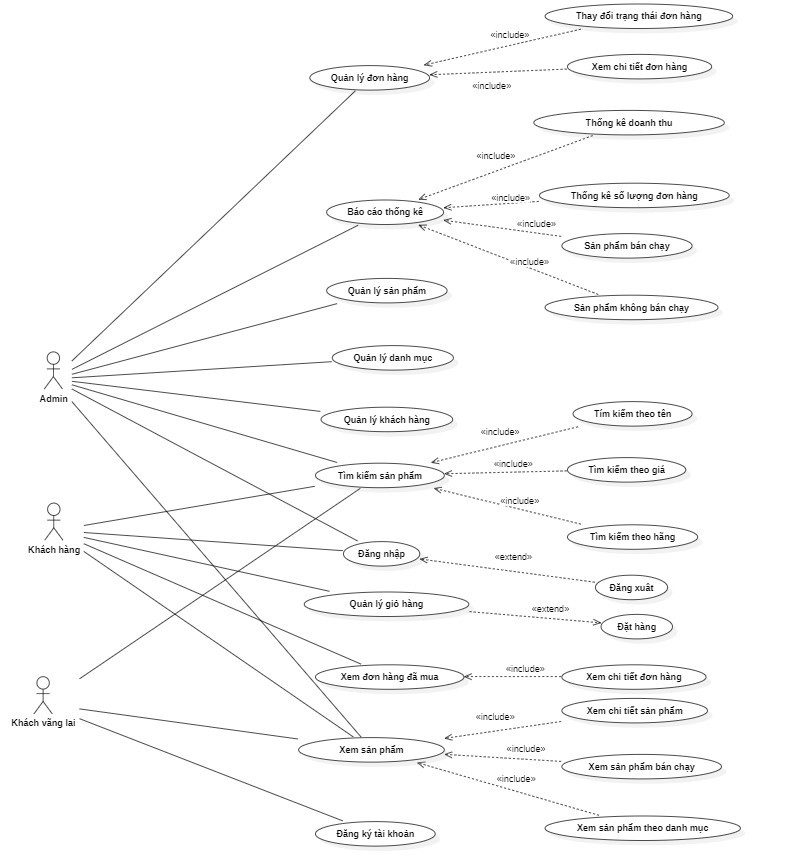 Thay đổi trạng thái đơn hàng
«include»
Xem chi tiết đơn hàng
Quản lý đơn hàng
«include»
Thống kê doanh thu
«include»
Thống kê số lượng đơn hàng
«include»
Báo cáo thống kê
«include»
Sản phẩm bán chạy
«include»
Quản lý sản phẩm
Sản phẩm không bán chạy
Quản lý danh mục
Admin
Tím kiếm theo tên
Quản lý khách hàng
«include»
«include»
Tìm kiếm theo giá
Tìm kiếm sản phẩm
«include»
Tìm kiếm theo hãng
Khách hàng
Đăng nhập
«extend»
Đăng xuât
Quản lý giỏ hàng
«extend»
Đặt hàng
«include»
Xem đơn hàng đã mua
Xem chi tiết đơn hàng
Xem chi tiết sản phẩm
«include»
Khách vãng lai
Xem sản phẩm
«include»
Xem sản phẩm bán chạy
«include»
Xem sản phẩm theo danh mục
Đăng ký tài khoản